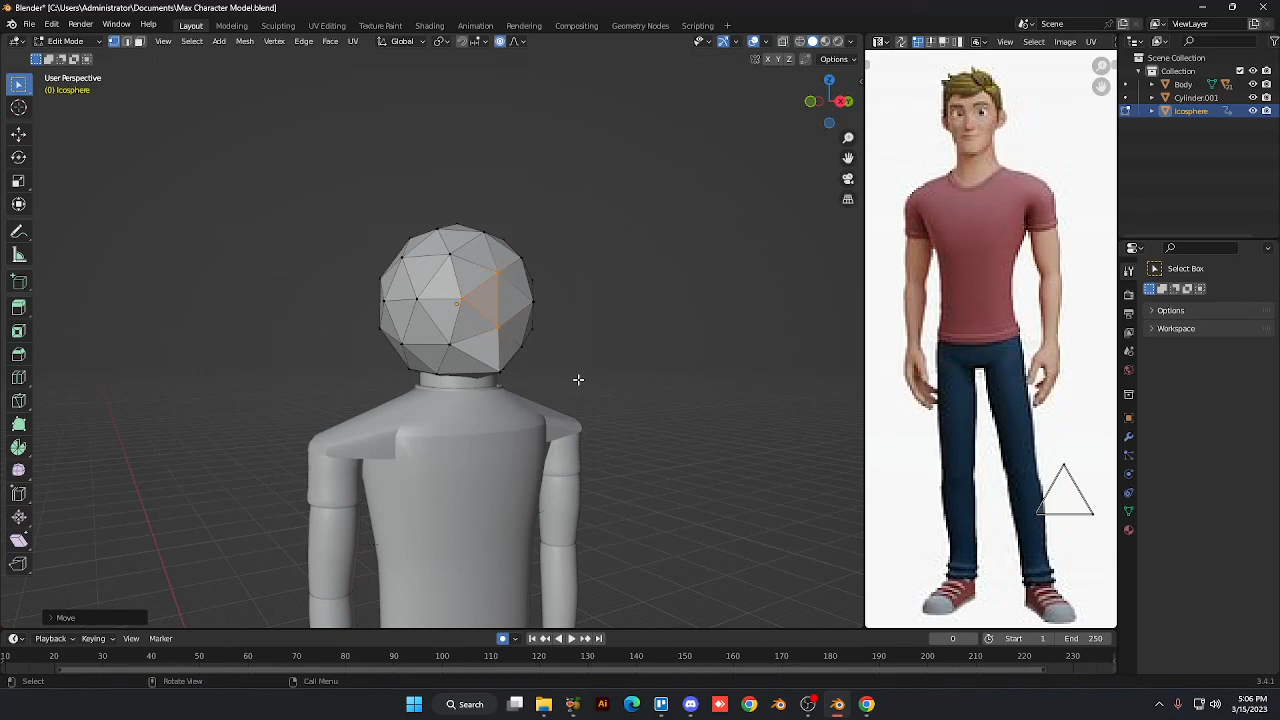 Blender* [C:\Users\Administrator\Documents\Max Character Model.blend]
File Edit Render Window Help Layout Modeling Sculpting UV Editing Texture Paint Shading Animation Rendering Compositing Geometry Nodes Scripting + Scene ViewLayer
Edit Mode View Select Add Mesh Vertex Edge Face UV Global View Select Image UV
X Y Z Options
User Perspective
(0) Icosphere
Z
X Y
Scene Collection
Collection
Body
Cylinder.001
Icosphere
Select Box
Options
Workspace
Move
Playback Keying View Marker 0 Start 1 End 250
10 20 30 40 50 60 70 80 90 100 110 120 130 140 150 160 170 180 190 200 210 220 230
Select Rotate View Call Menu 3.4.1
Search
5:06 PM
3/15/2023